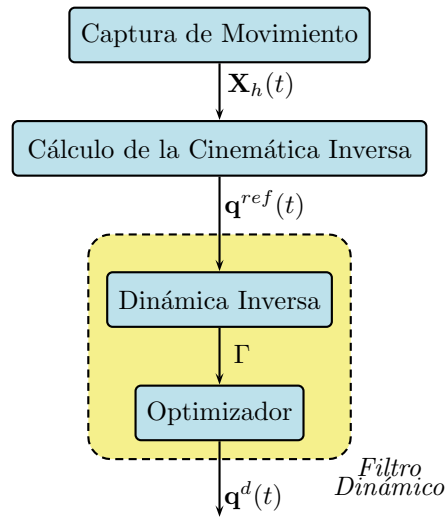 Captura de Movimiento
X_h(t)
Cálculo de la Cinemática Inversa
q^{ref}(t)
Dinámica Inversa
Γ
Optimizador
Filtro
Dinámico
q^d(t)